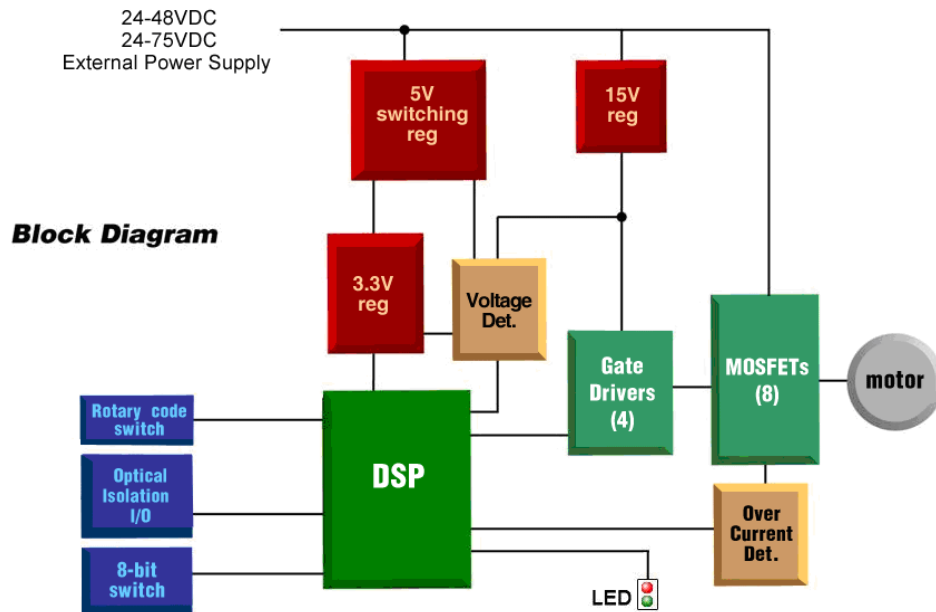 24-48VDC
24-75VDC
External Power Supply
5V
switching
reg
15V
reg
Block Diagram
3.3V
reg
Voltage
Det.
Gate
Drivers
(4)
MOSFETs
(8)
motor
Rotary code
switch
Optical
Isolation
I/O
8-bit
switch
DSP
Over
Current
Det.
LED